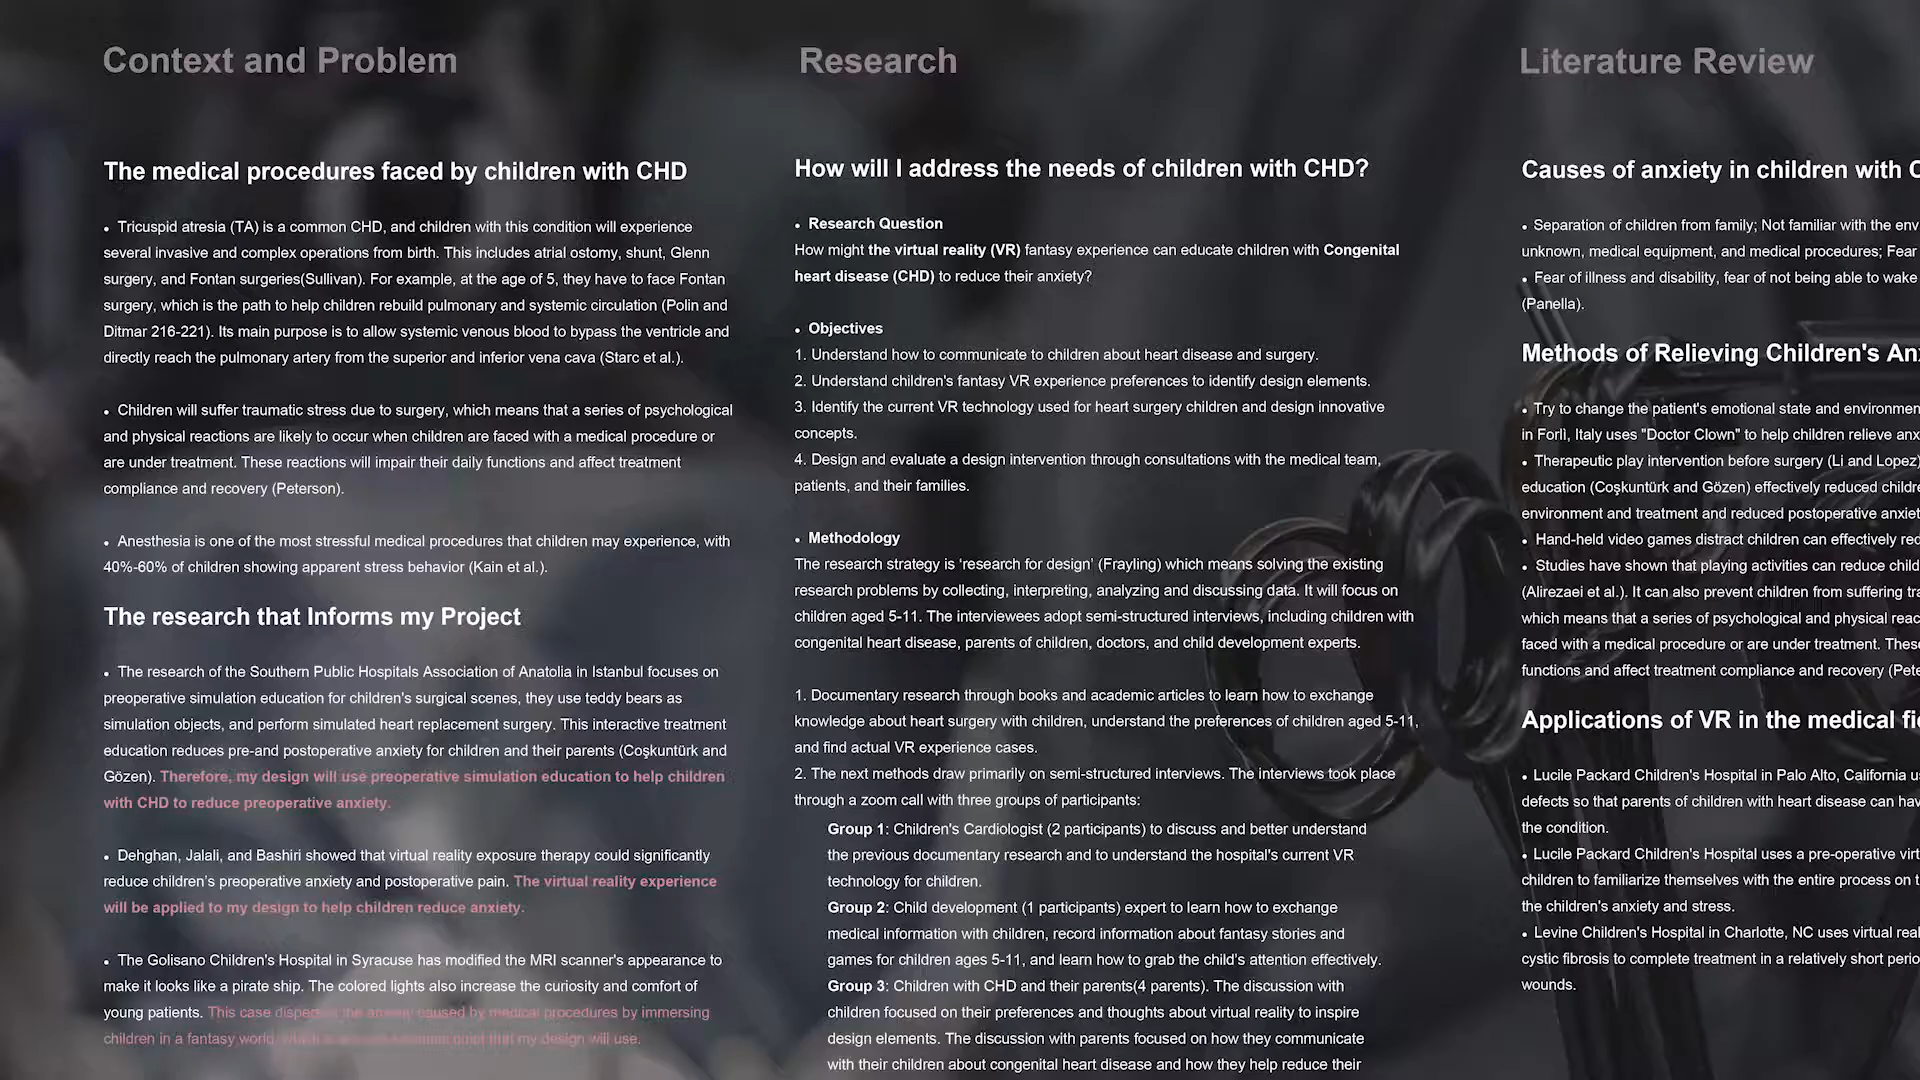 Context and Problem
The medical procedures faced by children with CHD
• Tricuspid atresia (TA) is a common CHD, and children with this condition will experience
several invasive and complex operations from birth. This includes atrial ostomy, shunt, Glenn
surgery, and Fontan surgeries(Sullivan). For example, at the age of 5, they have to face Fontan
surgery, which is the path to help children rebuild pulmonary and systemic circulation (Polin and
Ditmar 216-221). Its main purpose is to allow systemic venous blood to bypass the ventricle and
directly reach the pulmonary artery from the superior and inferior vena cava (Starc et al.).
• Children will suffer traumatic stress due to surgery, which means that a series of psychological
and physical reactions are likely to occur when children are faced with a medical procedure or
are under treatment. These reactions will impair their daily functions and affect treatment
compliance and recovery (Peterson).
• Anesthesia is one of the most stressful medical procedures that children may experience, with
40%-60% of children showing apparent stress behavior (Kain et al.).
The research that Informs my Project
• The research of the Southern Public Hospitals Association of Anatolia in Istanbul focuses on
preoperative simulation education for children's surgical scenes, they use teddy bears as
simulation objects, and perform simulated heart replacement surgery. This interactive treatment
education reduces pre-and postoperative anxiety for children and their parents (Coşkuntürk and
Gözen). Therefore, my design will use preoperative simulation education to help children
with CHD to reduce preoperative anxiety.
• Dehghan, Jalali, and Bashiri showed that virtual reality exposure therapy could significantly
reduce children's preoperative anxiety and postoperative pain. The virtual reality experience
will be applied to my design to help children reduce anxiety.
• The Golisano Children's Hospital in Syracuse has modified the MRI scanner's appearance to
make it looks like a pirate ship. The colored lights also increase the curiosity and comfort of
young patients. This case the anxiety caused by medical procedures by immersing
children in a fantasy world, that my design will use.
Research
How will I address the needs of children with CHD?
• Research Question
How might the virtual reality (VR) fantasy experience can educate children with Congenital
heart disease (CHD) to reduce their anxiety?
• Objectives
1. Understand how to communicate to children about heart disease and surgery.
2. Understand children's fantasy VR experience preferences to identify design elements.
3. Identify the current VR technology used for heart surgery children and design innovative
concepts.
4. Design and evaluate a design intervention through consultations with the medical team,
patients, and their families.
• Methodology
The research strategy is ‘research for design’ (Frayling) which means solving the existing
research problems by collecting, interpreting, analyzing and discussing data. It will focus on
children aged 5-11. The interviewees adopt semi-structured interviews, including children with
congenital heart disease, parents of children, doctors, and child development experts.
1. Documentary research through books and academic articles to learn how to exchange
knowledge about heart surgery with children, understand the preferences of children aged 5-11,
and find actual VR experience cases.
2. The next methods draw primarily on semi-structured interviews. The interviews took place
through a zoom call with three groups of participants:
Group 1: Children's Cardiologist (2 participants) to discuss and better understand
the previous documentary research and to understand the hospital's current VR
technology for children.
Group 2: Child development (1 participants) expert to learn how to exchange
medical information with children, record information about fantasy stories and
games for children ages 5-11, and learn how to grab the child's attention effectively.
Group 3: Children with CHD and their parents(4 parents). The discussion with
children focused on their preferences and thoughts about virtual reality to inspire
design elements. The discussion with parents focused on how they communicate
with their children about congenital heart disease and how they help reduce their
Literature Review
Causes of anxiety in children with
• Separation of children from family; Not familiar with the env
unknown, medical equipment, and medical procedures; Fear
• Fear of illness and disability, fear of not being able to wake
(Panella).
Methods of Relieving Children's An
• Try to change the patient's emotional state and environmen
in Forlì, Italy uses "Doctor Clown" to help children relieve anx
• Therapeutic play intervention before surgery (Li and Lopez)
education (Coşkuntürk and Gözen) effectively reduced childre
environment and treatment and reduced postoperative anxiet
• Hand-held video games distract children can effectively red
• Studies have shown that playing activities can reduce child
(Alirezaei et al.). It can also prevent children from suffering tra
which means that a series of psychological and physical reac
faced with a medical procedure or are under treatment. Thes
functions and affect treatment compliance and recovery (Pete
Applications of VR in the medical fi
• Lucile Packard Children's Hospital in Palo Alto, California u
defects so that parents of children with heart disease can hav
the condition.
• Lucile Packard Children's Hospital uses a pre-operative virt
children to familiarize themselves with the entire process on t
the children's anxiety and stress.
• Levine Children's Hospital in Charlotte, NC uses virtual real
cystic fibrosis to complete treatment in a relatively short perio
wounds.